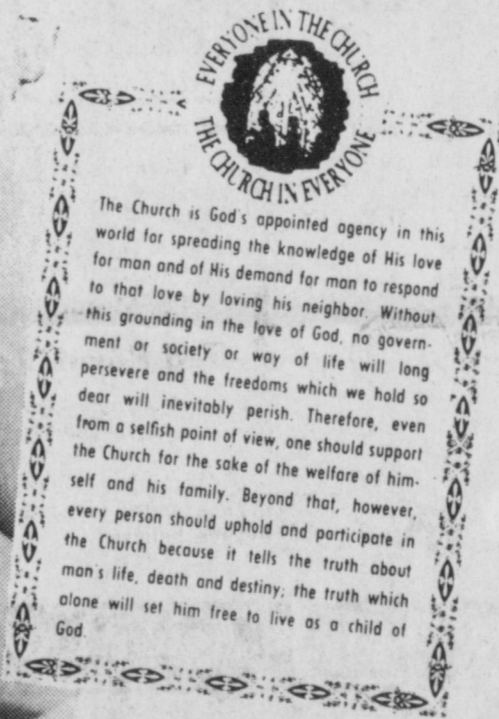 EVERYONE IN THE CHURCH
THE CHURCH IN EVERYONE
The Church is God's appointed agency in this
world for spreading the knowledge of His love
for man and of His demand for man to respond
to that love by loving his neighbor. Without
this grounding in the love of God, no govern-
ment or society or way of life will long
persevere and the freedoms which we hold so
dear will inevitably perish. Therefore, even
from a selfish point of view, one should support
the Church for the sake of the welfare of him-
self and his family. Beyond that, however,
every person should uphold and participate in
the Church because it tells the truth about
man's life, death and destiny; the truth which
alone will set him free to live as a child of
God.